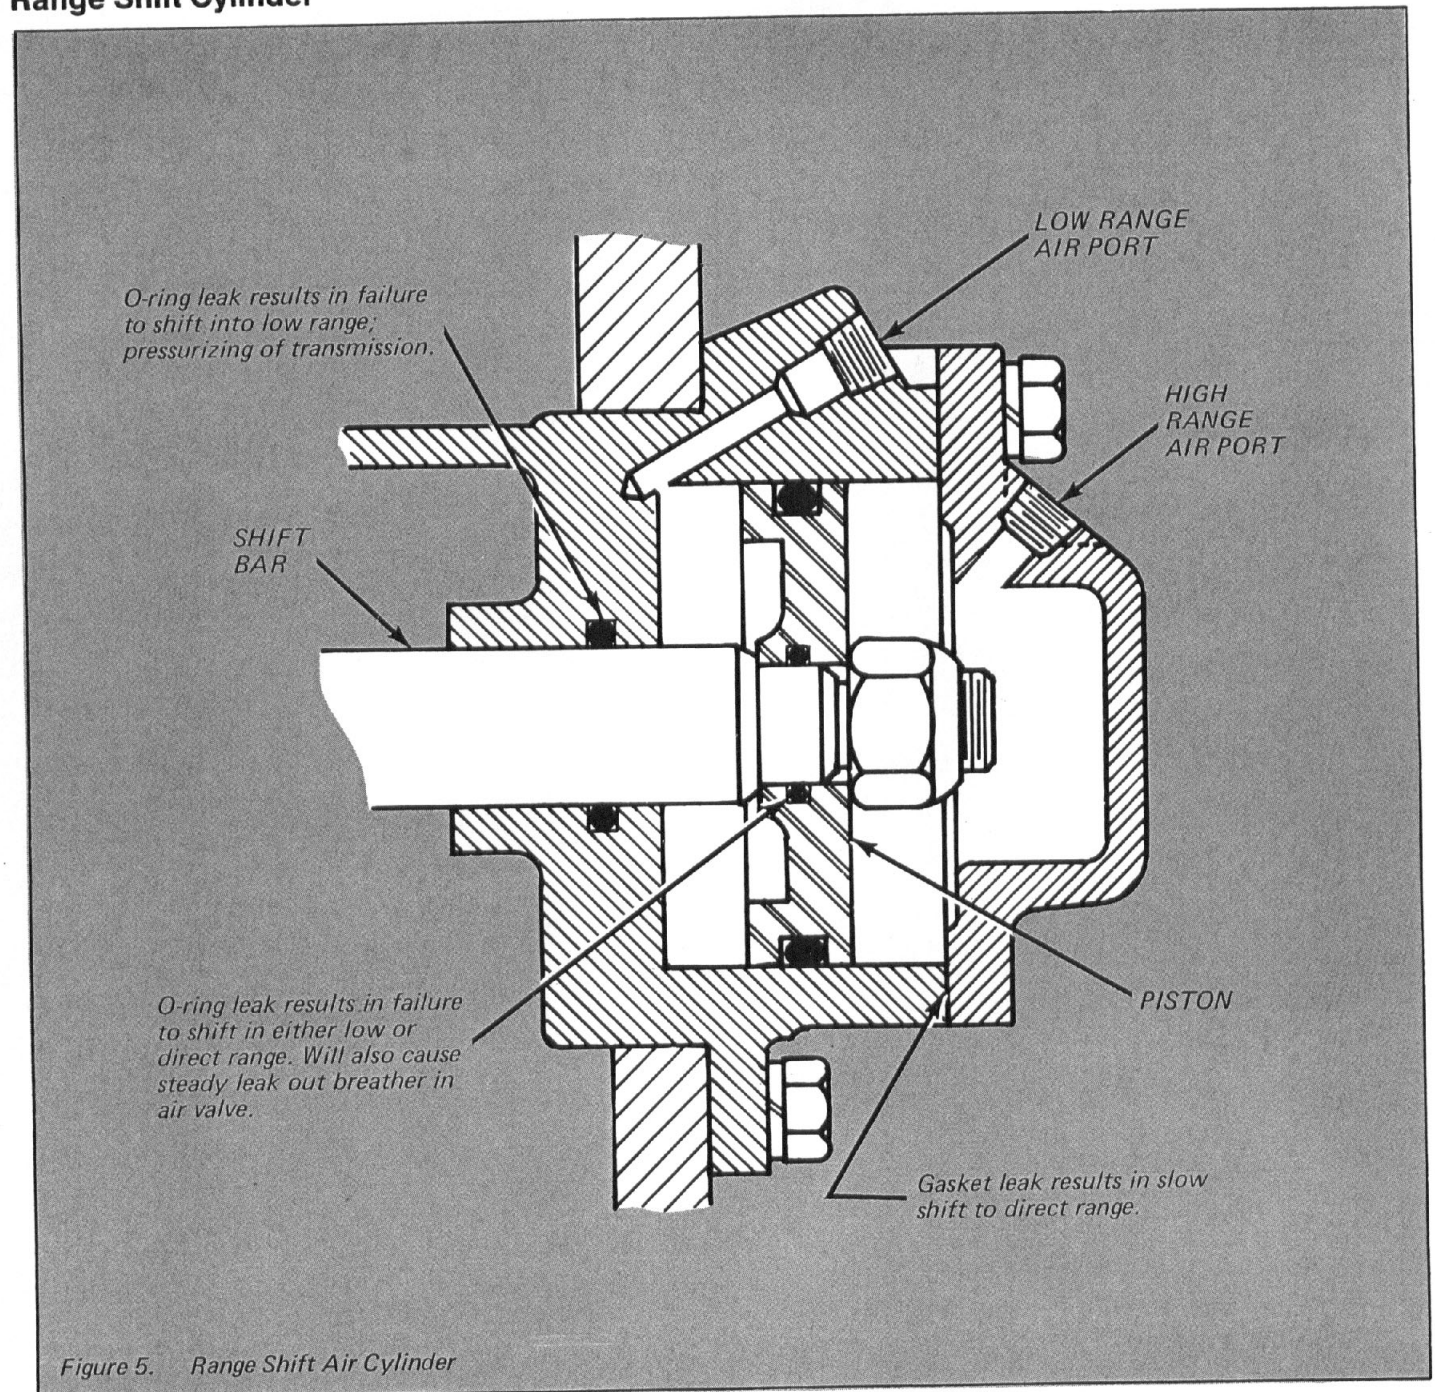 Range Shift Cylinder
LOW RANGE
AIR PORT
O-ring leak results in failure
to shift into low range;
pressurizing of transmission.
HIGH
RANGE
AIR PORT
SHIFT
BAR
O-ring leak results in failure
to shift in either low or
direct range. Will also cause
steady leak out breather in
air valve.
PISTON
Gasket leak results in slow
shift to direct range.
Figure 5. Range Shift Air Cylinder